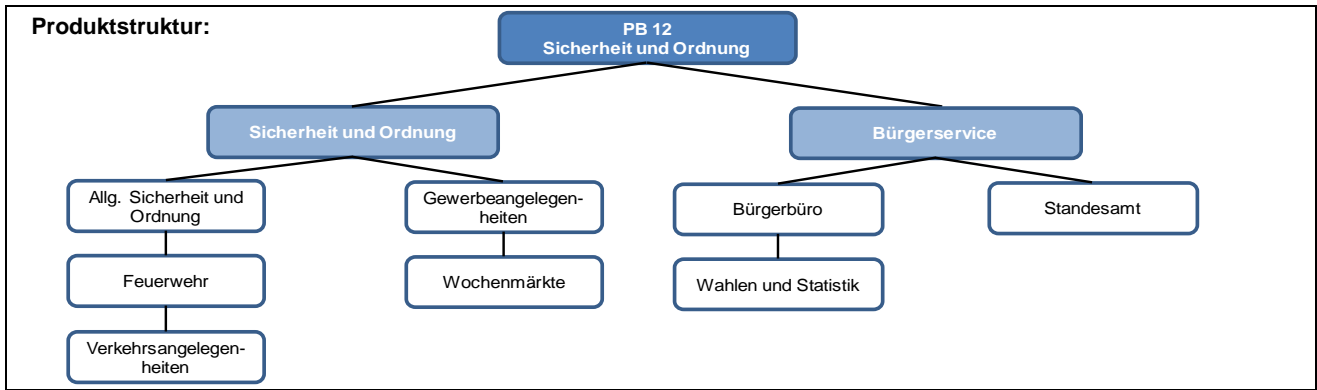 Produktstruktur:
PB 12
Sicherheit und Ordnung
Sicherheit und Ordnung
Bürgerservice
Allg. Sicherheit und
Ordnung
Gewerbeangelegen-
heiten
Bürgerbüro
Standesamt
Feuerwehr
Wochenmärkte
Wahlen und Statistik
Verkehrsangelegen-
heiten